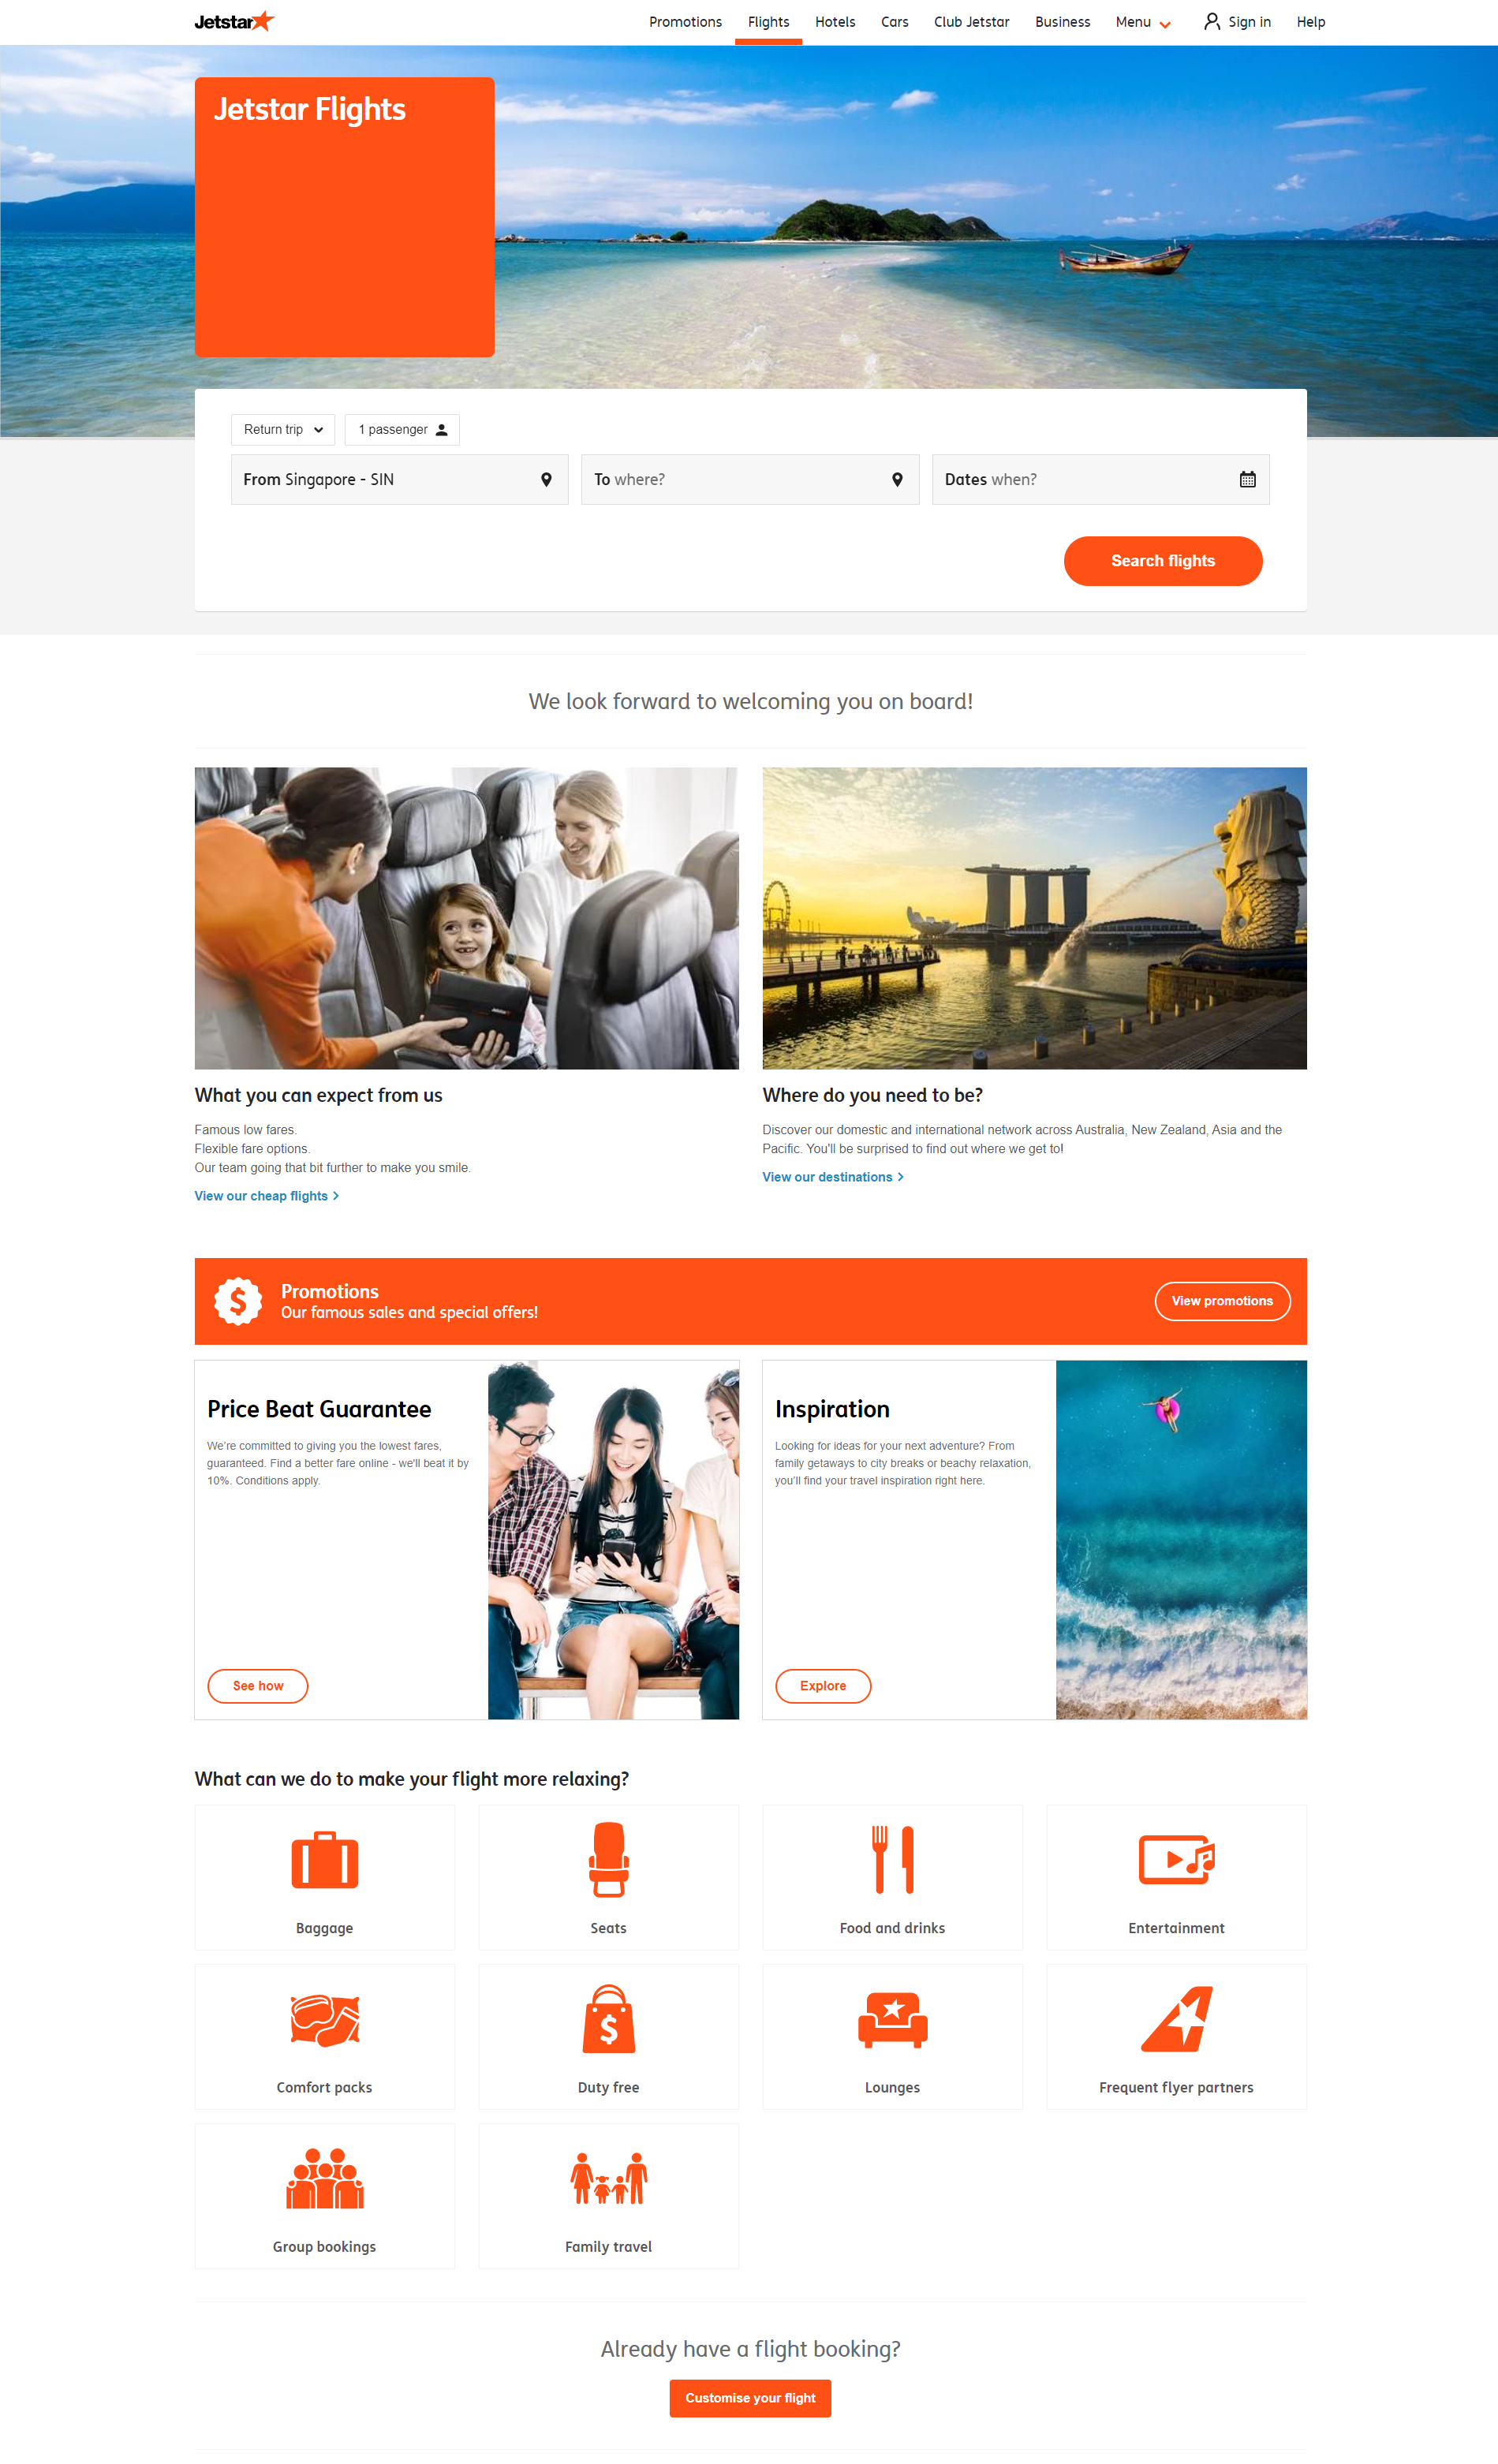 Jetstar
Promotions
Flights
Hotels
Cars
Club Jetstar
Business
Menu
Sign in
Help
Jetstar Flights
Return trip
1 passenger
From Singapore - SIN
To where?
Dates when?
Search flights
We look forward to welcoming you on board!
What you can expect from us
Famous low fares.
Flexible fare options.
Our team going that bit further to make you smile.
View our cheap flights
Where do you need to be?
Discover our domestic and international network across Australia, New Zealand, Asia and the
Pacific. You'll be surprised to find out where we get to!
View our destinations
Promotions
Our famous sales and special offers!
View promotions
Price Beat Guarantee
We're committed to giving you the lowest fares,
guaranteed. Find a better fare online - we'll beat it by
10%. Conditions apply.
See how
Inspiration
Looking for ideas for your next adventure? From
family getaways to city breaks or beachy relaxation,
you'll find your travel inspiration right here.
Explore
What can we do to make your flight more relaxing?
Baggage
Seats
Food and drinks
Entertainment
Comfort packs
Duty free
Lounges
Frequent flyer partners
Group bookings
Family travel
Already have a flight booking?
Customise your flight